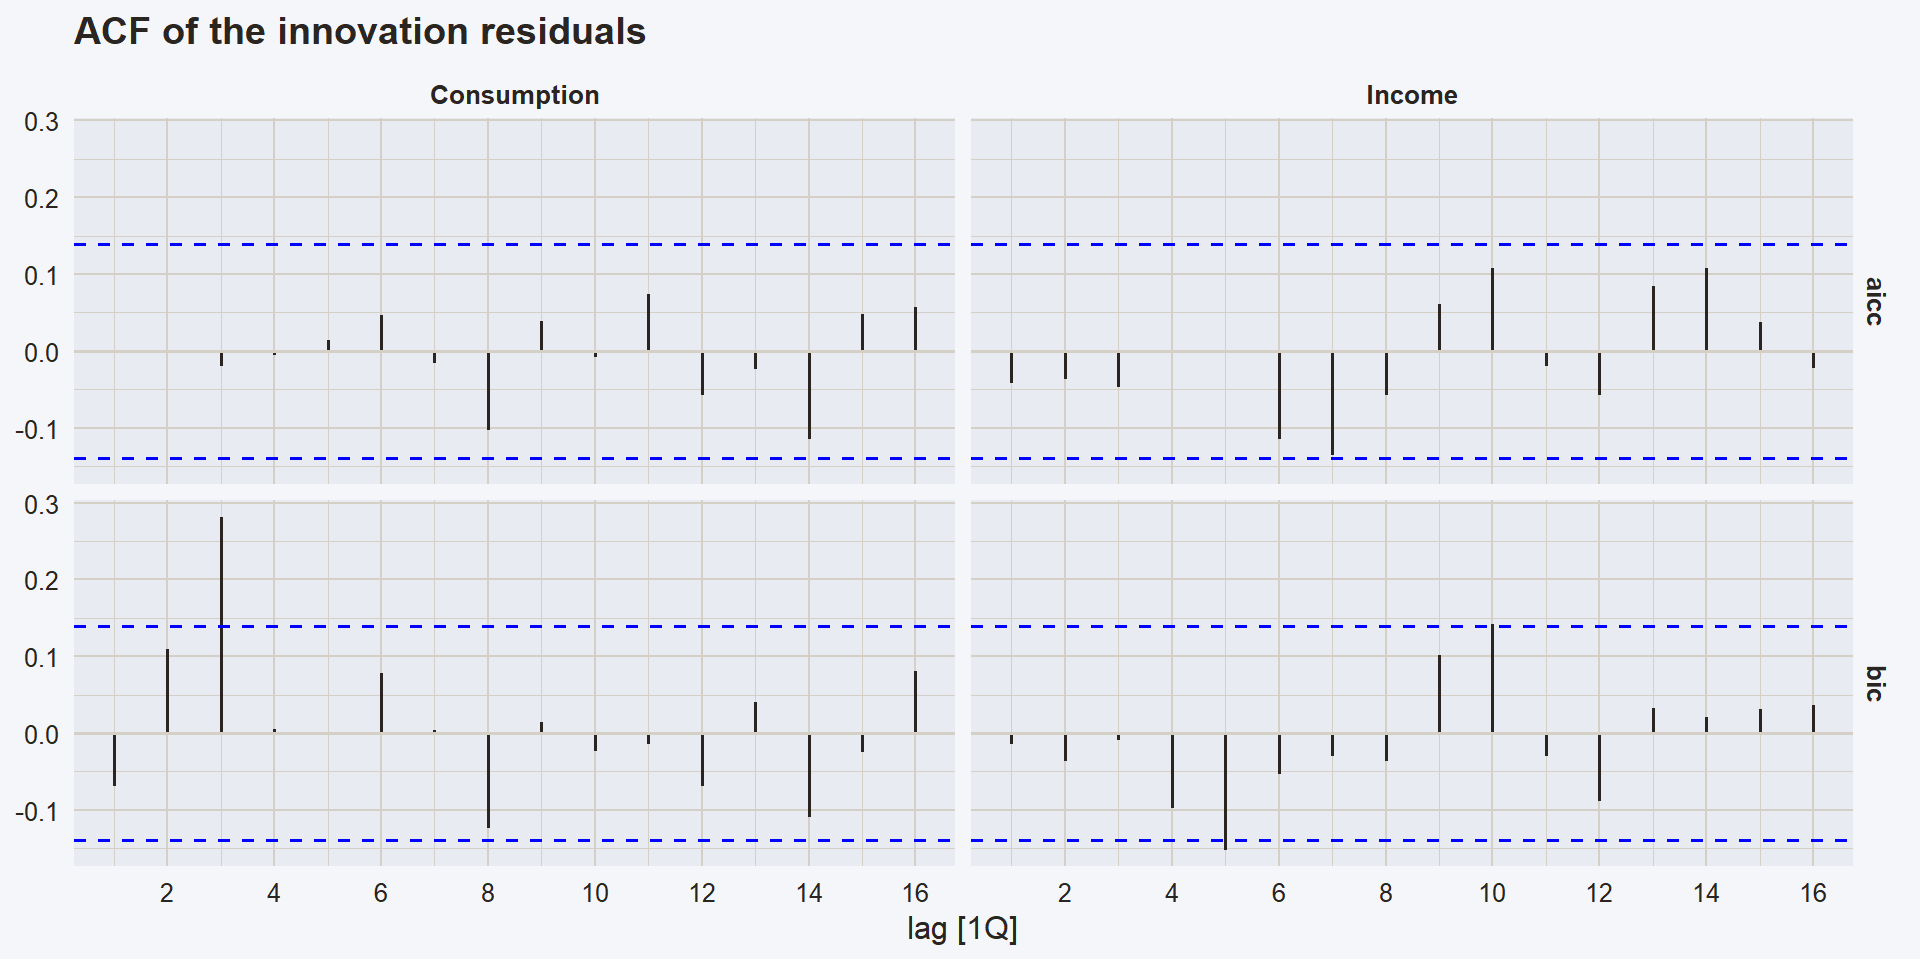 ACF of the innovation residuals
Consumption Income
0.3
0.2
0.1
0.0
-0.1
aicc
0.3
0.2
0.1
0.0
-0.1
bic
2 4 6 8 10 12 14 16 2 4 6 8 10 12 14 16
lag [1Q]